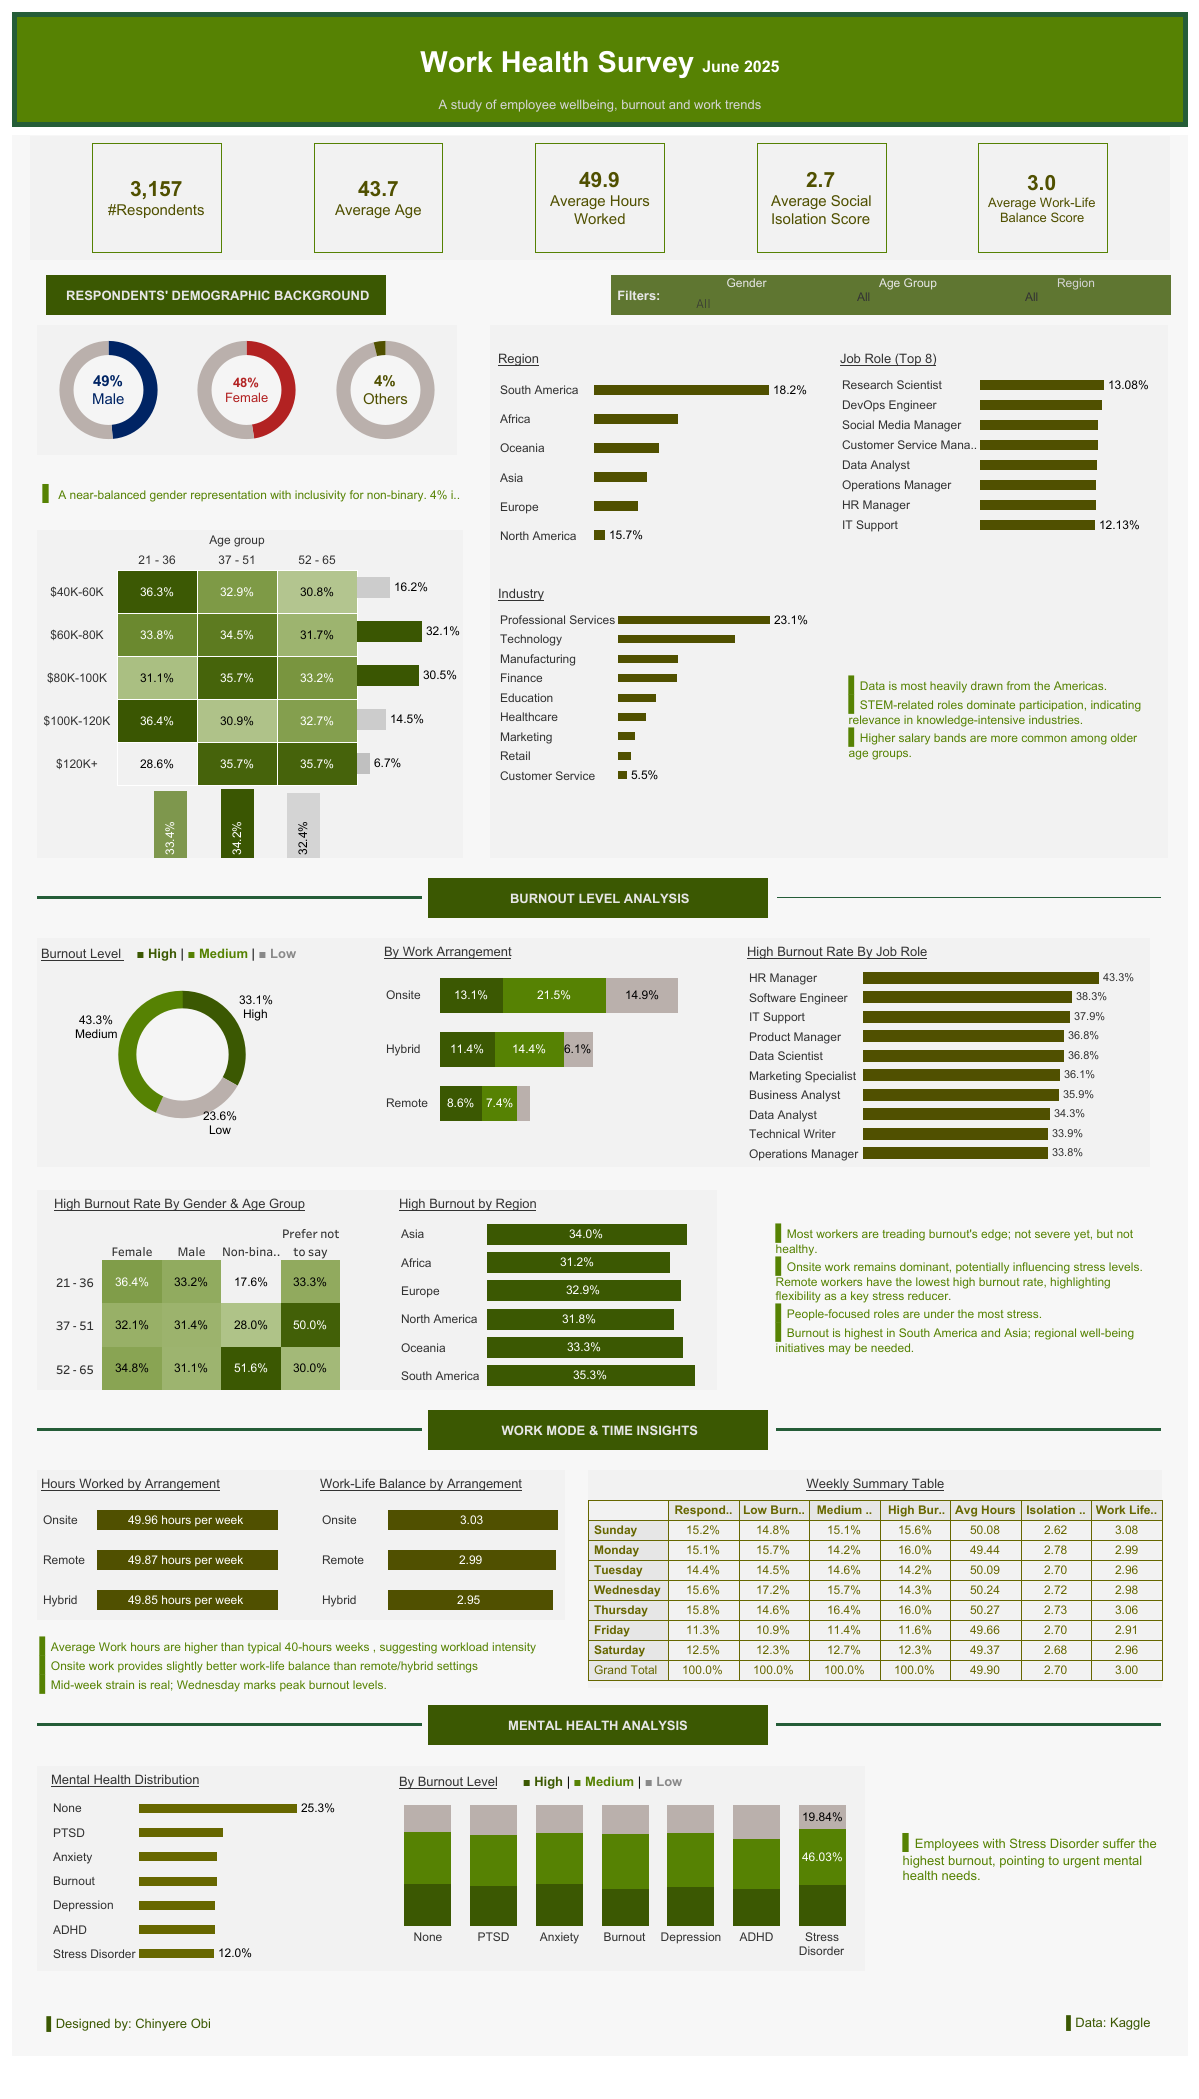 Work Health Survey June 2025
A study of employee wellbeing, burnout and work trends
3,157
#Respondents
43.7
Average Age
49.9
Average Hours
Worked
2.7
Average Social
Isolation Score
3.0
Average Work-Life
Balance Score
RESPONDENTS' DEMOGRAPHIC BACKGROUND
Filters:
Gender
All
Age Group
All
Region
All
49%
Male
48%
Female
4%
Others
A near-balanced gender representation with inclusivity for non-binary. 4% i..
Age group
21 - 36 37 - 51 52 - 65
$40K-60K 36.3% 32.9% 30.8% 16.2%
$60K-80K 33.8% 34.5% 31.7% 32.1%
$80K-100K 31.1% 35.7% 33.2% 30.5%
$100K-120K 36.4% 30.9% 32.7% 14.5%
$120K+ 28.6% 35.7% 35.7% 6.7%
33.4% 34.2% 32.4%
Region
South America 18.2%
Africa
Oceania
Asia
Europe
North America 15.7%
Job Role (Top 8)
Research Scientist 13.08%
DevOps Engineer
Social Media Manager
Customer Service Mana..
Data Analyst
Operations Manager
HR Manager
IT Support 12.13%
Industry
Professional Services 23.1%
Technology
Manufacturing
Finance
Education
Healthcare
Marketing
Retail
Customer Service 5.5%
Data is most heavily drawn from the Americas.
STEM-related roles dominate participation, indicating
relevance in knowledge-intensive industries.
Higher salary bands are more common among older
age groups.
BURNOUT LEVEL ANALYSIS
Burnout Level ■ High | ■ Medium | ■ Low
33.1%
High
43.3%
Medium
23.6%
Low
By Work Arrangement
Onsite 13.1% 21.5% 14.9%
Hybrid 11.4% 14.4% 6.1%
Remote 8.6% 7.4%
High Burnout Rate By Job Role
HR Manager 43.3%
Software Engineer 38.3%
IT Support 37.9%
Product Manager 36.8%
Data Scientist 36.8%
Marketing Specialist 36.1%
Business Analyst 35.9%
Data Analyst 34.3%
Technical Writer 33.9%
Operations Manager 33.8%
High Burnout Rate By Gender & Age Group
Prefer not
Female Male Non-bina.. to say
21 - 36 36.4% 33.2% 17.6% 33.3%
37 - 51 32.1% 31.4% 28.0% 50.0%
52 - 65 34.8% 31.1% 51.6% 30.0%
High Burnout by Region
Asia 34.0%
Africa 31.2%
Europe 32.9%
North America 31.8%
Oceania 33.3%
South America 35.3%
Most workers are treading burnout's edge; not severe yet, but not
healthy.
Onsite work remains dominant, potentially influencing stress levels.
Remote workers have the lowest high burnout rate, highlighting
flexibility as a key stress reducer.
People-focused roles are under the most stress.
Burnout is highest in South America and Asia; regional well-being
initiatives may be needed.
WORK MODE & TIME INSIGHTS
Hours Worked by Arrangement
Onsite 49.96 hours per week
Remote 49.87 hours per week
Hybrid 49.85 hours per week
Work-Life Balance by Arrangement
Onsite 3.03
Remote 2.99
Hybrid 2.95
Average Work hours are higher than typical 40-hours weeks , suggesting workload intensity
Onsite work provides slightly better work-life balance than remote/hybrid settings
Mid-week strain is real; Wednesday marks peak burnout levels.
Weekly Summary Table
Respond.. Low Burn.. Medium .. High Bur.. Avg Hours Isolation .. Work Life..
Sunday 15.2% 14.8% 15.1% 15.6% 50.08 2.62 3.08
Monday 15.1% 15.7% 14.2% 16.0% 49.44 2.78 2.99
Tuesday 14.4% 14.5% 14.6% 14.2% 50.09 2.70 2.96
Wednesday 15.6% 17.2% 15.7% 14.3% 50.24 2.72 2.98
Thursday 15.8% 14.6% 16.4% 16.0% 50.27 2.73 3.06
Friday 11.3% 10.9% 11.4% 11.6% 49.66 2.70 2.91
Saturday 12.5% 12.3% 12.7% 12.3% 49.37 2.68 2.96
Grand Total 100.0% 100.0% 100.0% 100.0% 49.90 2.70 3.00
MENTAL HEALTH ANALYSIS
Mental Health Distribution
None 25.3%
PTSD
Anxiety
Burnout
Depression
ADHD
Stress Disorder 12.0%
By Burnout Level ■ High | ■ Medium | ■ Low
19.84%
46.03%
None PTSD Anxiety Burnout Depression ADHD Stress
Disorder
Employees with Stress Disorder suffer the
highest burnout, pointing to urgent mental
health needs.
Designed by: Chinyere Obi
Data: Kaggle